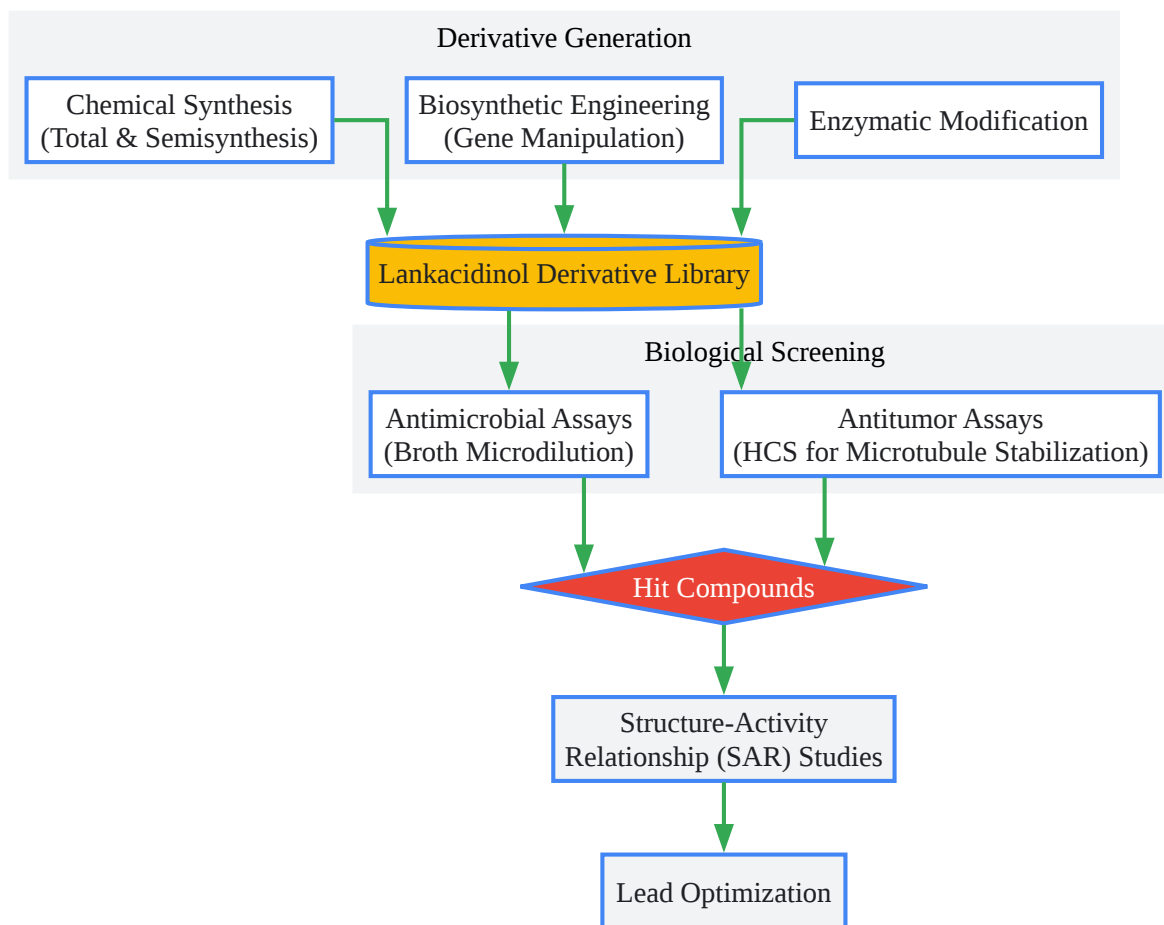 Derivative Generation
Chemical Synthesis
(Total & Semisynthesis)
Biosynthetic Engineering
(Gene Manipulation)
Enzymatic Modification
Lankacidinol Derivative Library
Biological Screening
Antimicrobial Assays
(Broth Microdilution)
Antitumor Assays
(HCS for Microtubule Stabilization)
Hit Compounds
Structure-Activity
Relationship (SAR) Studies
Lead Optimization